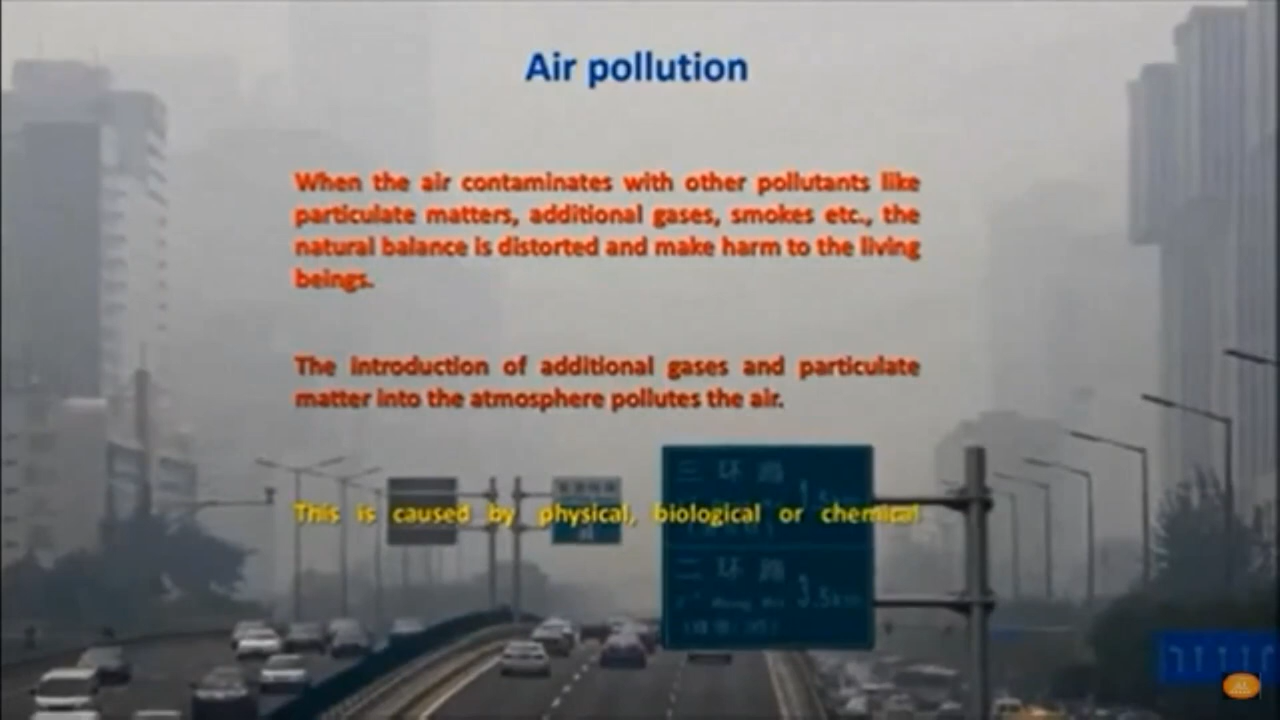 Air pollution
When the air contaminates with other pollutants like
particulate matters, additional gases, smokes etc., the
natural balance is distorted and make harm to the living
beings.
The introduction of additional gases and particulate
matter into the atmosphere pollutes the air.
三 环 路
This is caused by physical, biological or chemical
二 环 路
3.5km